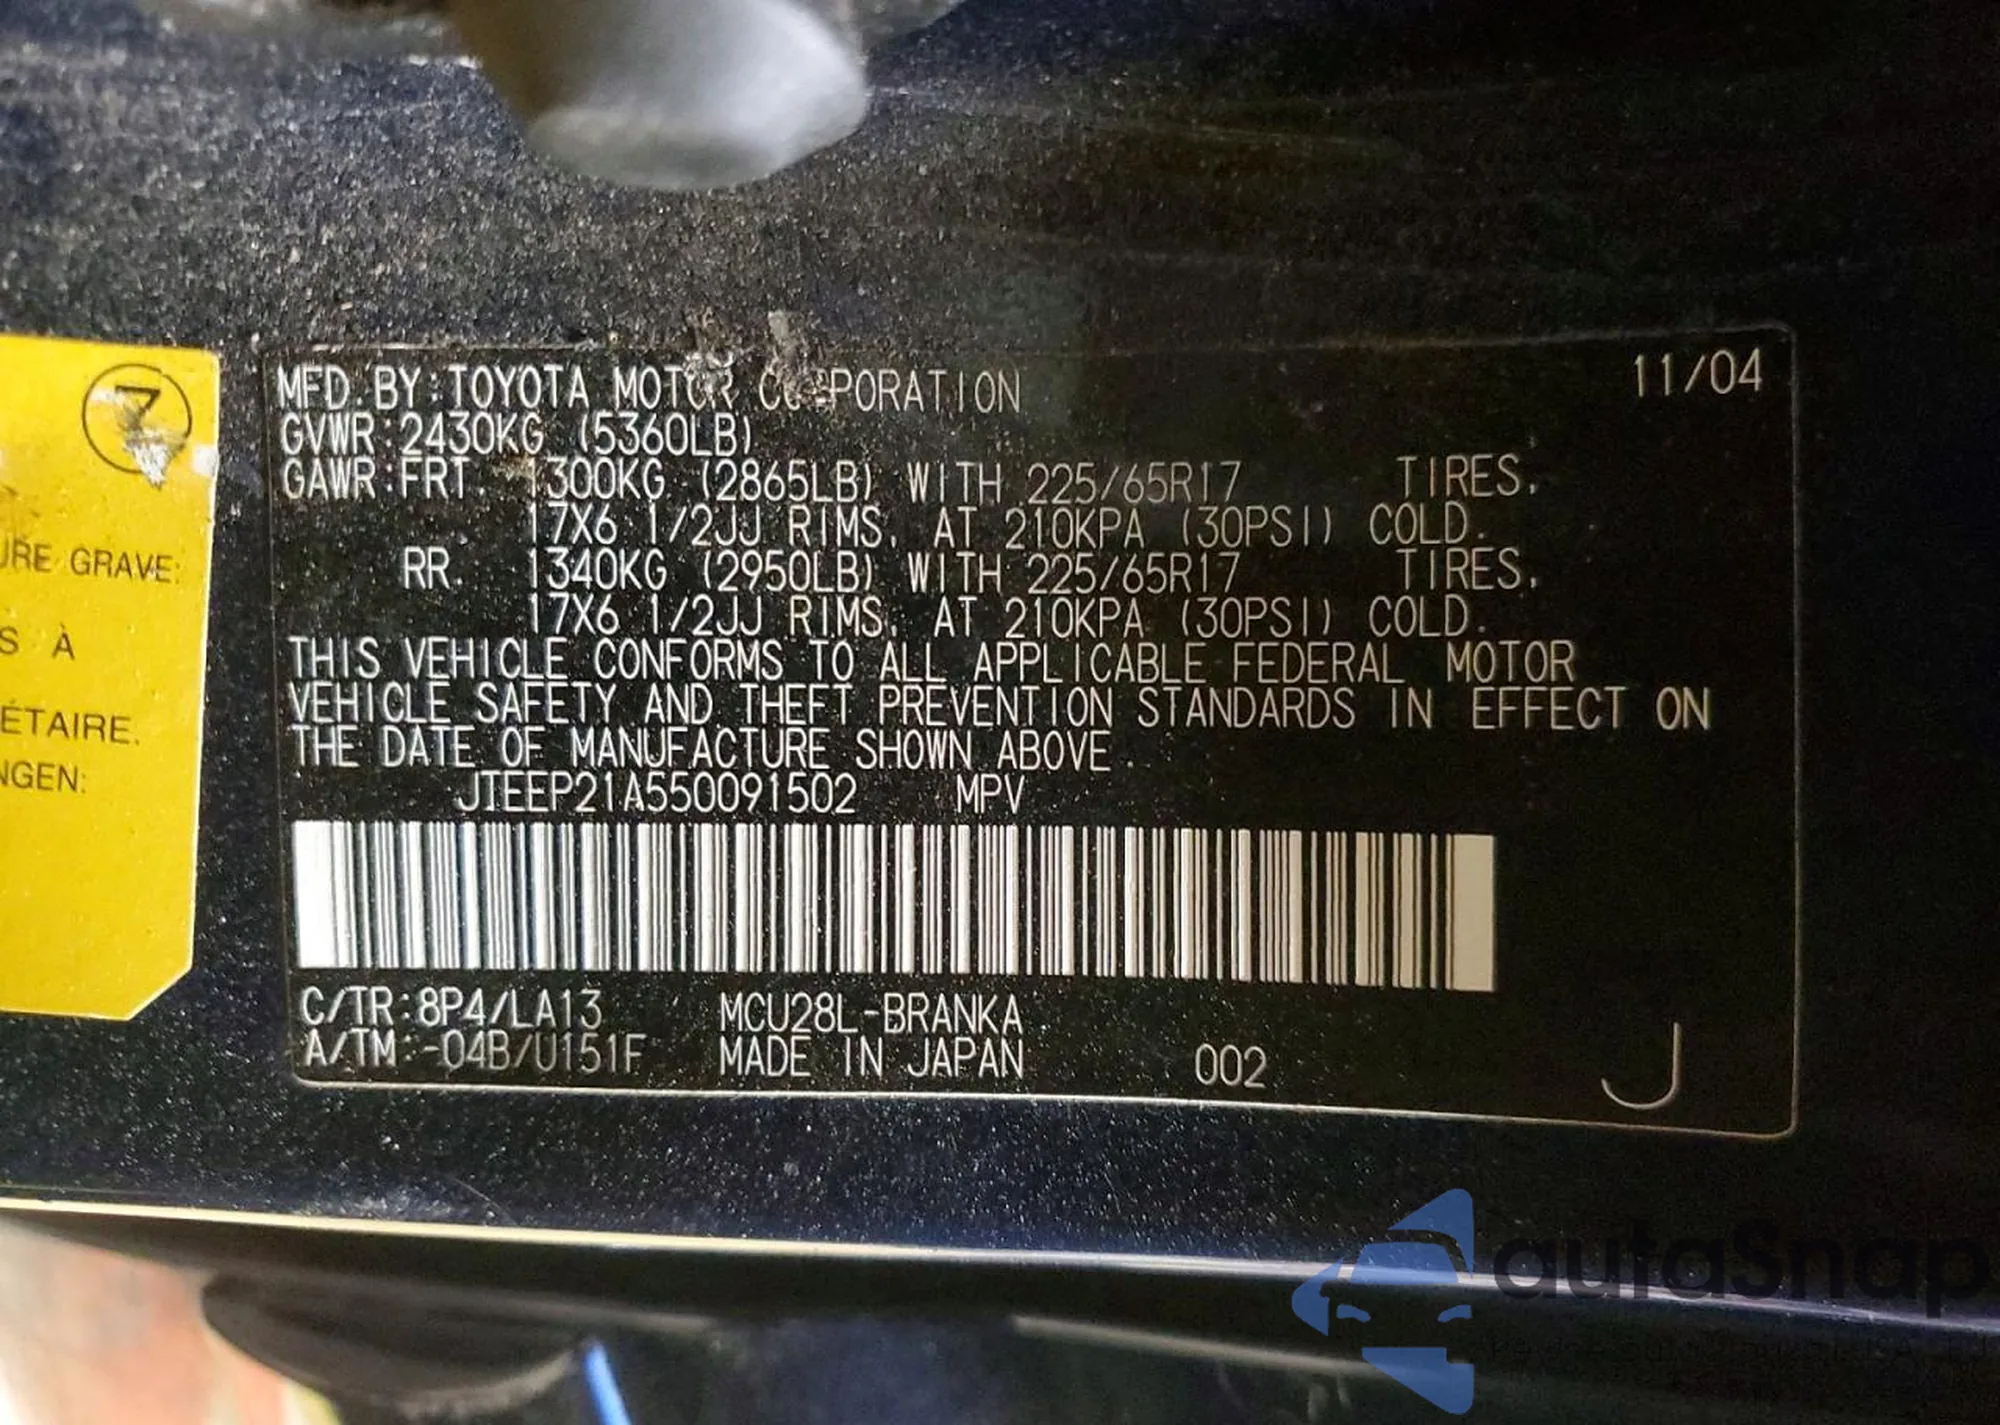 7
URE GRAVE:
S À
ÉTAIRE.
NGEN:
MFD. BY: TOYOTA MOTOR CORPORATION 11/04
GVWR: 2430KG (5360LB)
GAWR: FRT. 1300KG (2865LB) WITH 225/65R17 TIRES,
17X6 1/2JJ RIMS, AT 210KPA (30PSI) COLD.
RR. 1340KG (2950LB) WITH 225/65R17 TIRES,
17X6 1/2JJ RIMS, AT 210KPA (30PSI) COLD.
THIS VEHICLE CONFORMS TO ALL APPLICABLE FEDERAL MOTOR
VEHICLE SAFETY AND THEFT PREVENTION STANDARDS IN EFFECT ON
THE DATE OF MANUFACTURE SHOWN ABOVE.
JTEEP21A550091502 MPV
C/TR: 8P4/LA13 MCU28L-BRANKA
A/TM: -04B/U151F MADE IN JAPAN 002 J
autaSnap